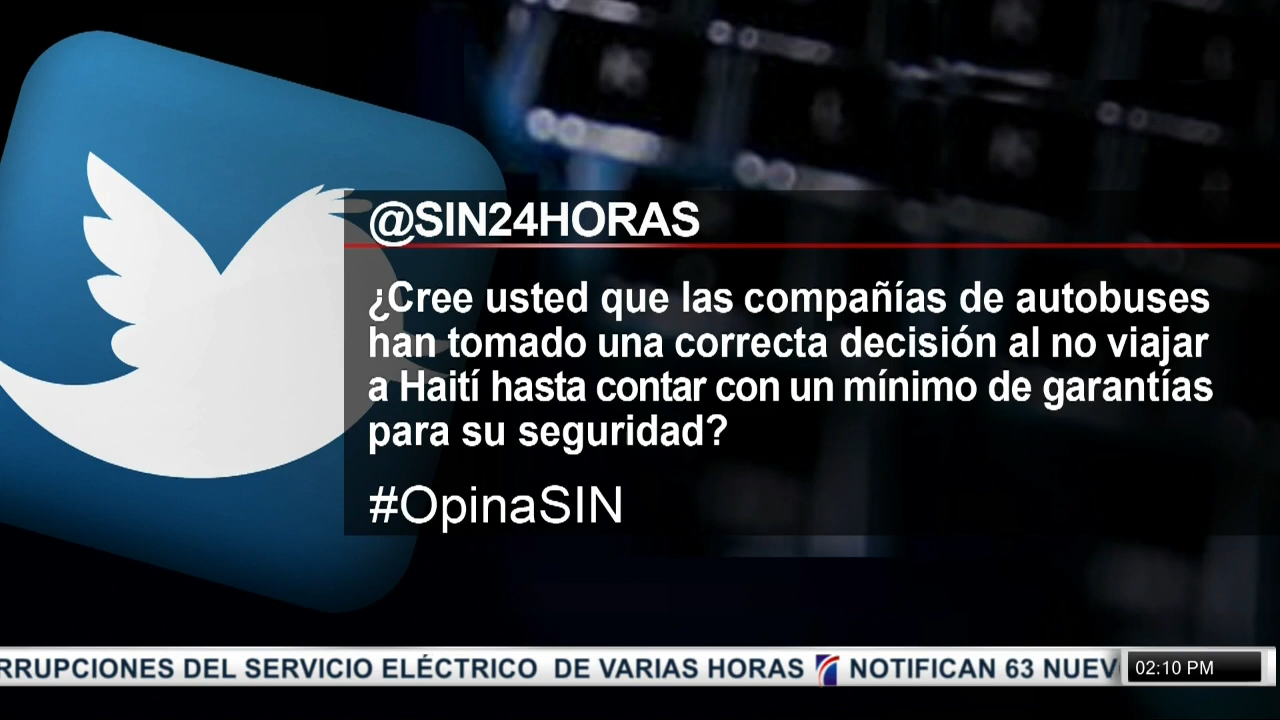 @SIN24HORAS
¿Cree usted que las compañías de autobuses
han tomado una correcta decisión al no viajar
a Haití hasta contar con un mínimo de garantías
para su seguridad?
#OpinaSIN
DEL SERVICIO ELÉCTRICO DE VARIAS HORAS NOTIFICAN 63
02:10 PM